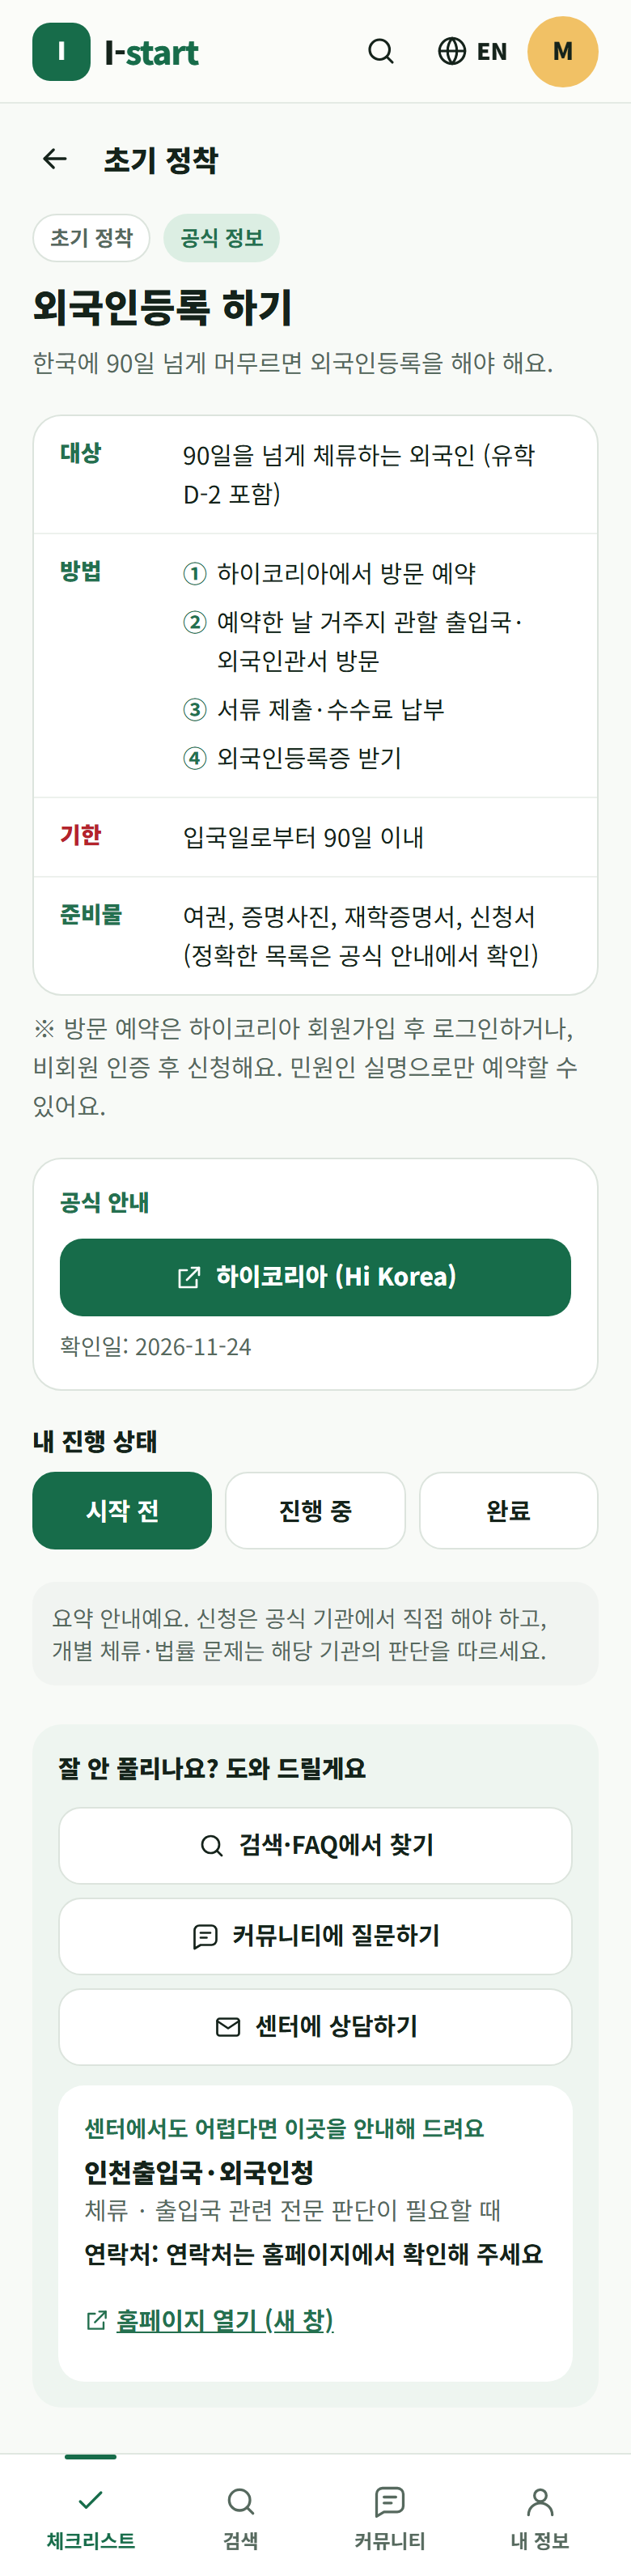 I I-start EN M
초기 정착
초기 정착 공식 정보
외국인등록 하기
한국에 90일 넘게 머무르면 외국인등록을 해야 해요.
대상 90일을 넘게 체류하는 외국인 (유학
D-2 포함)
방법 ① 하이코리아에서 방문 예약
② 예약한 날 거주지 관할 출입국·
외국인관서 방문
③ 서류 제출·수수료 납부
④ 외국인등록증 받기
기한 입국일로부터 90일 이내
준비물 여권, 증명사진, 재학증명서, 신청서
(정확한 목록은 공식 안내에서 확인)
※ 방문 예약은 하이코리아 회원가입 후 로그인하거나,
비회원 인증 후 신청해요. 민원인 실명으로만 예약할 수
있어요.
공식 안내
하이코리아 (Hi Korea)
확인일: 2026-11-24
내 진행 상태
시작 전 진행 중 완료
요약 안내예요. 신청은 공식 기관에서 직접 해야 하고,
개별 체류·법률 문제는 해당 기관의 판단을 따르세요.
잘 안 풀리나요? 도와 드릴게요
검색·FAQ에서 찾기
커뮤니티에 질문하기
센터에 상담하기
센터에서도 어렵다면 이곳을 안내해 드려요
인천출입국·외국인청
체류 · 출입국 관련 전문 판단이 필요할 때
연락처: 연락처는 홈페이지에서 확인해 주세요
홈페이지 열기 (새 창)
체크리스트 검색 커뮤니티 내 정보